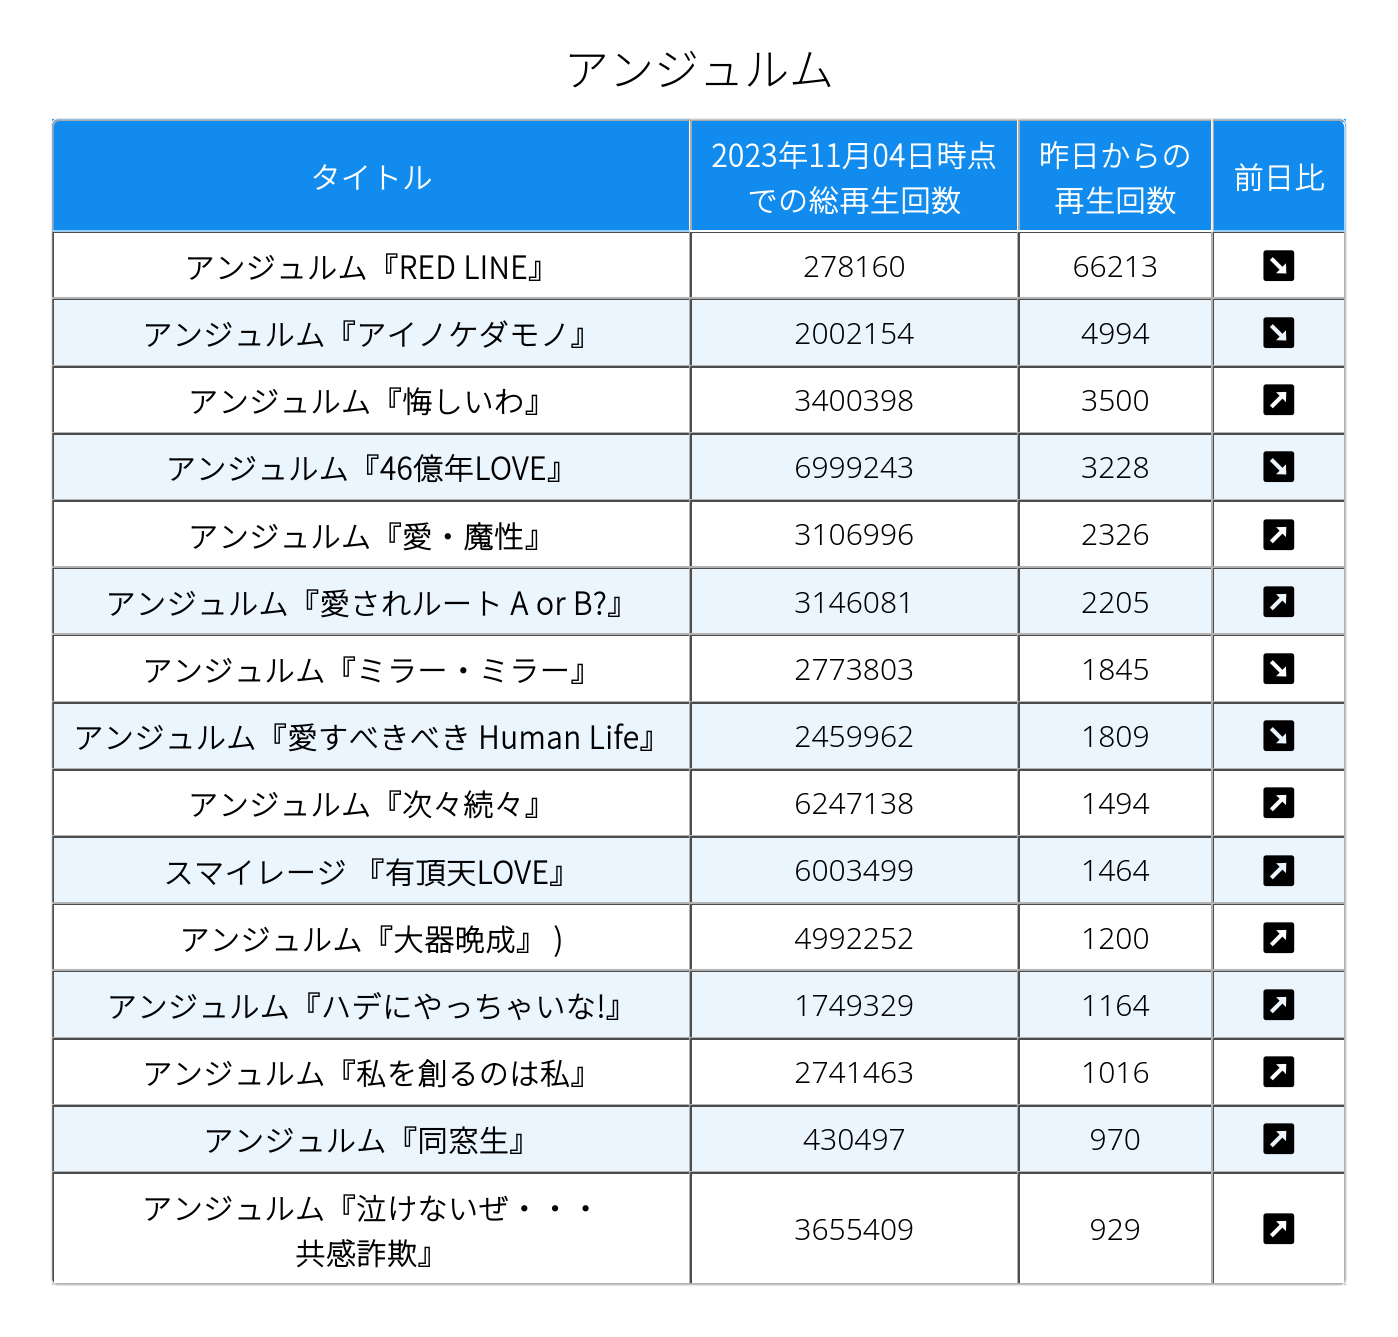 アンジュルム
タイトル 2023年11月04日時点での総再生回数 昨日からの再生回数 前日比
アンジュルム『RED LINE』 278160 66213 ↘
アンジュルム『アイノケダモノ』 2002154 4994 ↘
アンジュルム『悔しいわ』 3400398 3500 ↗
アンジュルム『46億年LOVE』 6999243 3228 ↘
アンジュルム『愛・魔性』 3106996 2326 ↗
アンジュルム『愛されルート A or B?』 3146081 2205 ↗
アンジュルム『ミラー・ミラー』 2773803 1845 ↘
アンジュルム『愛すべきべき Human Life』 2459962 1809 ↘
アンジュルム『次々続々』 6247138 1494 ↗
スマイレージ 『有頂天LOVE』 6003499 1464 ↗
アンジュルム『大器晩成』 ) 4992252 1200 ↗
アンジュルム『ハデにやっちゃいな!』 1749329 1164 ↗
アンジュルム『私を創るのは私』 2741463 1016 ↗
アンジュルム『同窓生』 430497 970 ↗
アンジュルム『泣けないぜ・・・共感詐欺』 3655409 929 ↗